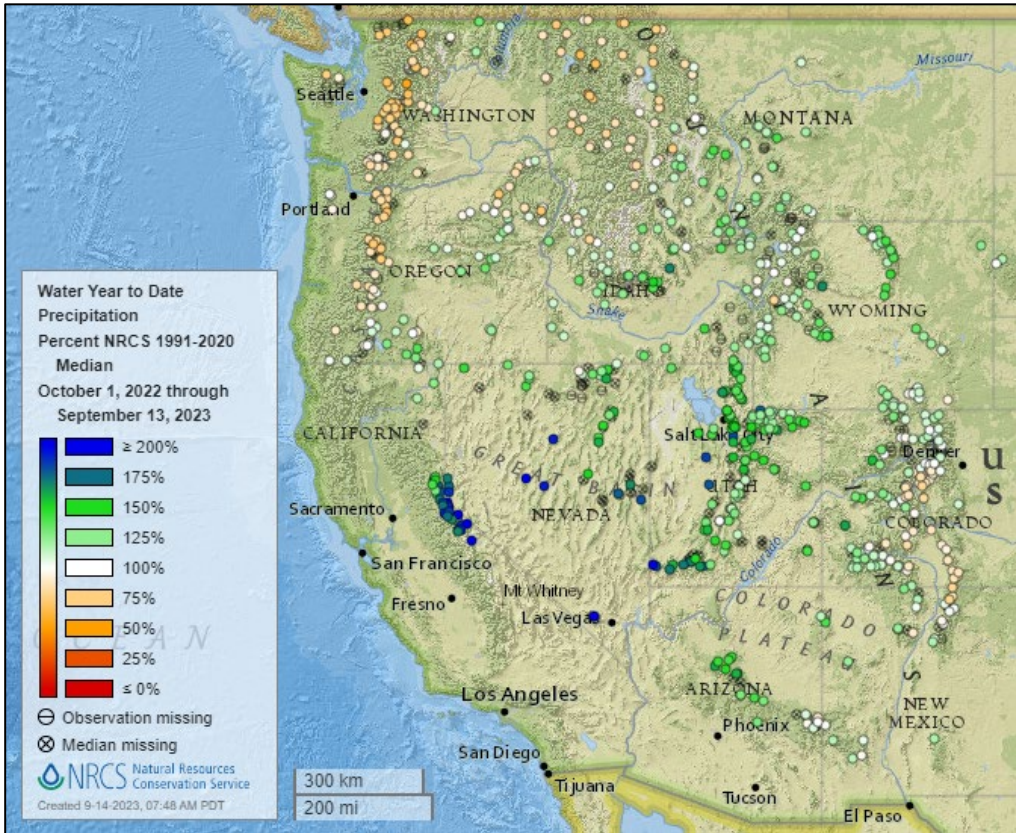 Columbia
Missouri
Seattle
WASHINGTON
MONTANA
Portland
OREGON
IDAHO
Snake
WYOMING
Water Year to Date
Precipitation
Percent NRCS 1991-2020
Median
October 1, 2022 through
September 13, 2023
≥ 200%
175%
150%
125%
100%
75%
50%
25%
≤ 0%
Observation missing
Median missing
NRCS Natural Resources
Conservation Service
Created 9-14-2023, 07:48 AM PDT
CALIFORNIA
Salt Lake City
Denver
U
S
GREAT BASIN
UTAH
Sacramento
NEVADA
COLORADO
San Francisco
Colorado
Mt Whitney
Fresno
Las Vegas
COLORADO
PLATEAU
OCEAN
ARIZONA
Los Angeles
Phoenix
NEW
MEXICO
San Diego
300 km
Tijuana
200 mi
Tucson
El Paso